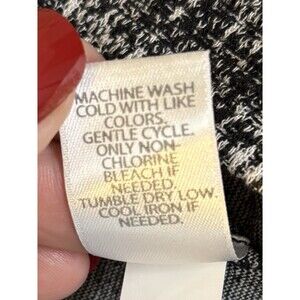 MACHINE WASH
COLD WITH LIKE
COLORS.
GENTLE CYCLE.
ONLY NON-
CHLORINE
BLEACH IF
NEEDED.
TUMBLE DRY, LOW.
COOL IRON IF
NEEDED.